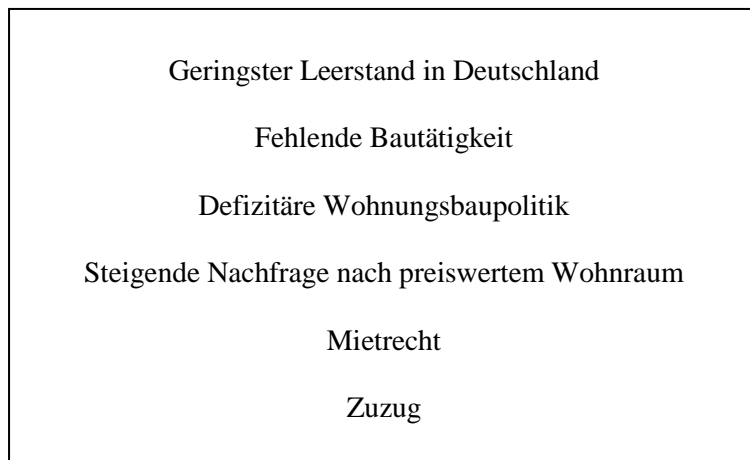 Geringster Leerstand in Deutschland
Fehlende Bautätigkeit
Defizitäre Wohnungsbaupolitik
Steigende Nachfrage nach preiswertem Wohnraum
Mietrecht
Zuzug